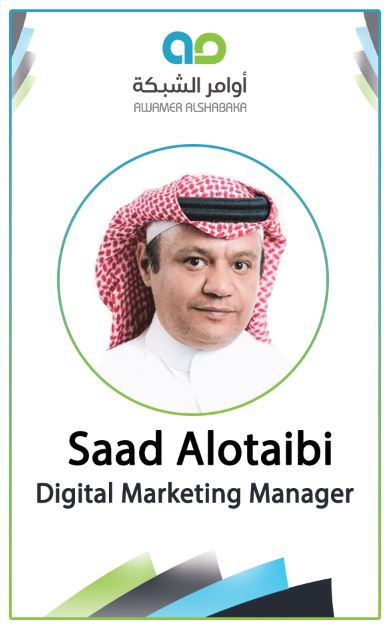 أوامر الشبكة
AWAMER ALSHABAKA
Saad Alotaibi
Digital Marketing Manager